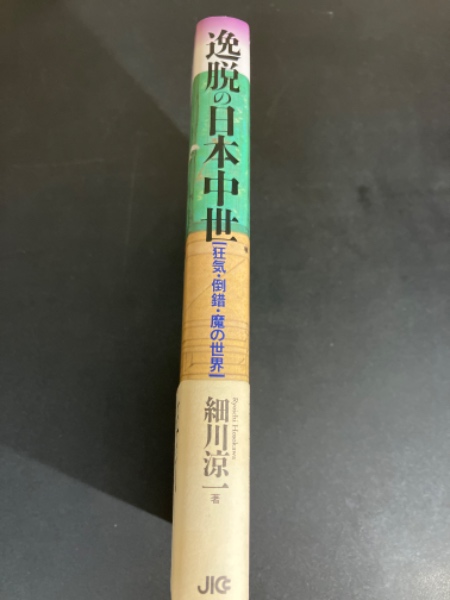 逸脱の日本中世
狂気・倒錯・魔の世界
細川涼一
Ryoichi Hosokawa
著
JICC